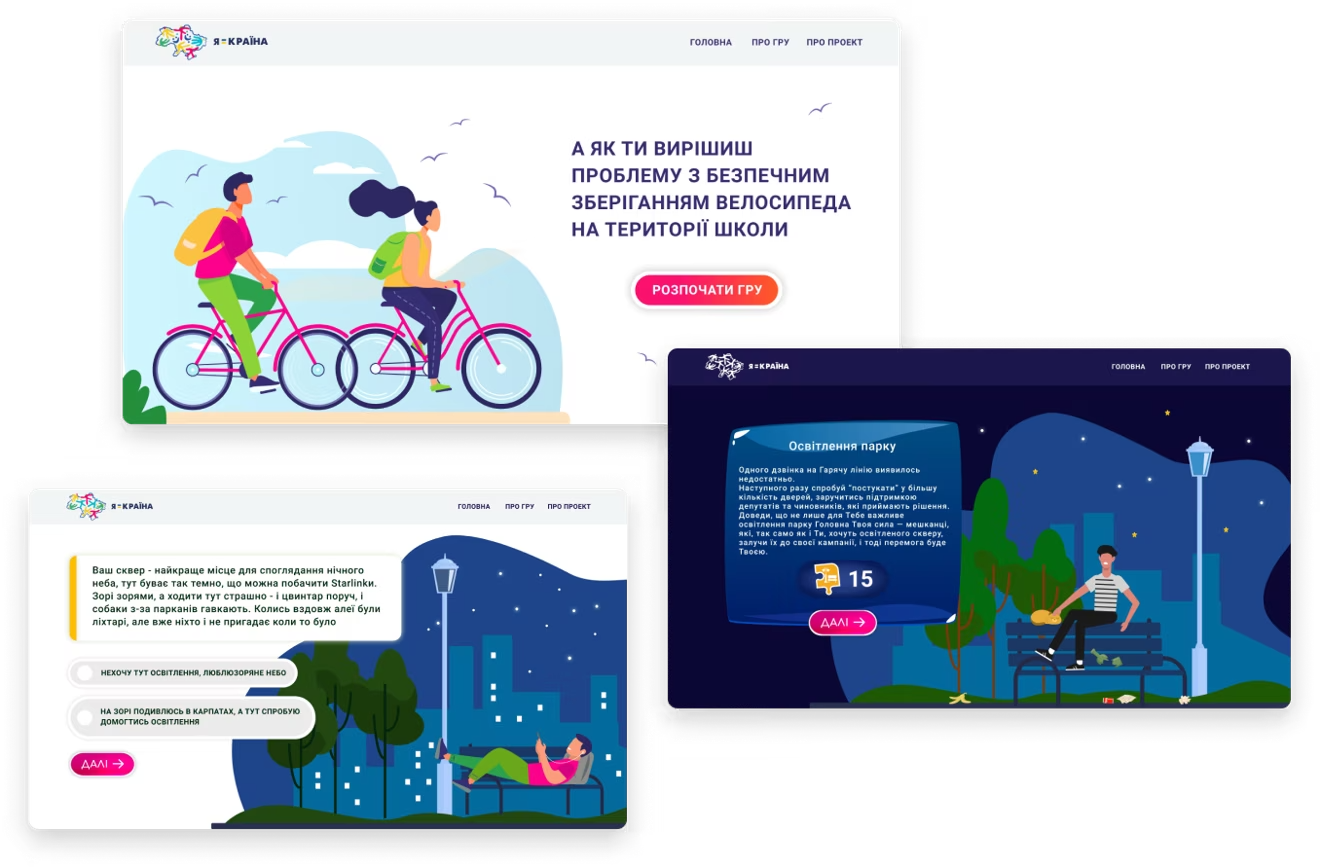 Я=КРАЇНА
ГОЛОВНА ПРО ГРУ ПРО ПРОЕКТ
А ЯК ТИ ВИРІШИШ
ПРОБЛЕМУ З БЕЗПЕЧНИМ
ЗБЕРІГАННЯМ ВЕЛОСИПЕДА
НА ТЕРИТОРІЇ ШКОЛИ
РОЗПОЧАТИ ГРУ
Я=КРАЇНА
ГОЛОВНА ПРО ГРУ ПРО ПРОЕКТ
Освітлення парку
Одного дзвінка на Гарячу лінію виявилось
недостатньо.
Наступного разу спробуй "постукати" у більшу
кількість дверей, заручитись підтримкою
депутатів та чиновників, які приймають рішення.
Доведи, що не лише для Тебе важливе
освітлення парку Головна Твоя сила — мешканці,
які, так само як і Ти, хочуть освітленого скверу,
залучи їх до своєї кампанії, і тоді перемога буде
Твоєю.
15
ДАЛІ →
Я=КРАЇНА
ГОЛОВНА ПРО ГРУ ПРО ПРОЕКТ
Ваш сквер - найкраще місце для споглядання нічного
неба, тут буває так темно, що можна побачити Starlinkи.
Зорі зорями, а ходити тут страшно - і цвинтар поруч, і
собаки з-за парканів гавкають. Колись вздовж алеї були
ліхтарі, але вже ніхто і не пригадає коли то було
НЕХОЧУ ТУТ ОСВІТЛЕННЯ, ЛЮБЛЮЗОРЯНЕ НЕБО
НА ЗОРІ ПОДИВЛЮСЬ В КАРПАТАХ, А ТУТ СПРОБУЮ
ДОМОГТИСЬ ОСВІТЛЕННЯ
ДАЛІ →